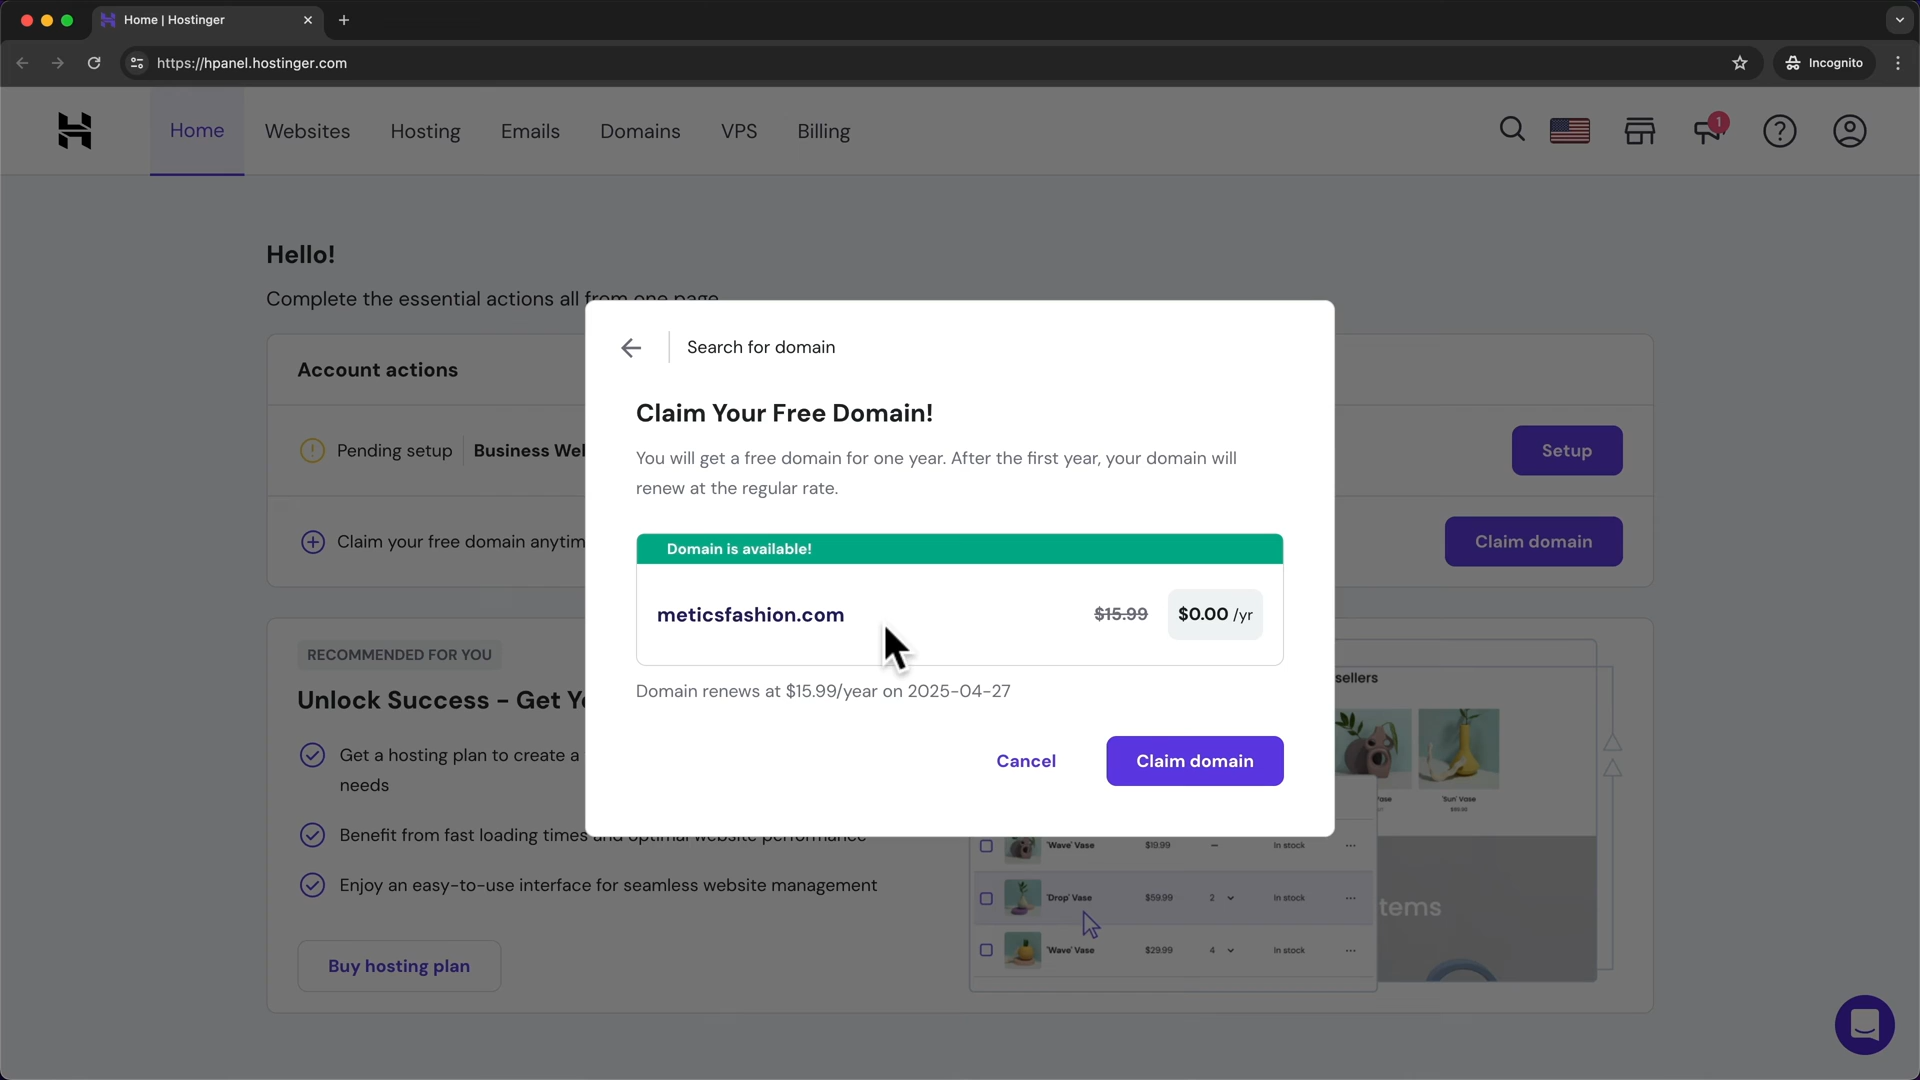 Home | Hostinger
https://hpanel.hostinger.com
Incognito
Home
Websites
Hosting
Emails
Domains
VPS
Billing
1
Hello!
Complete the essential actions all from one page
Account actions
Pending setup
Business Wel
Setup
Claim your free domain anytim
Claim domain
Search for domain
Claim Your Free Domain!
You will get a free domain for one year. After the first year, your domain will
renew at the regular rate.
Domain is available!
meticsfashion.com
$15.99
$0.00 /yr
Domain renews at $15.99/year on 2025-04-27
Cancel
Claim domain
RECOMMENDED FOR YOU
Unlock Success - Get Yo
Get a hosting plan to create a
needs
Benefit from fast loading times and optimal website performance
Enjoy an easy-to-use interface for seamless website management
Buy hosting plan
sellers
'Sun' Vase
'Wave' Vase
$19.99
In stock
'Drop' Vase
$59.99
2
In stock
'Wave' Vase
$29.99
4
In stock
tems